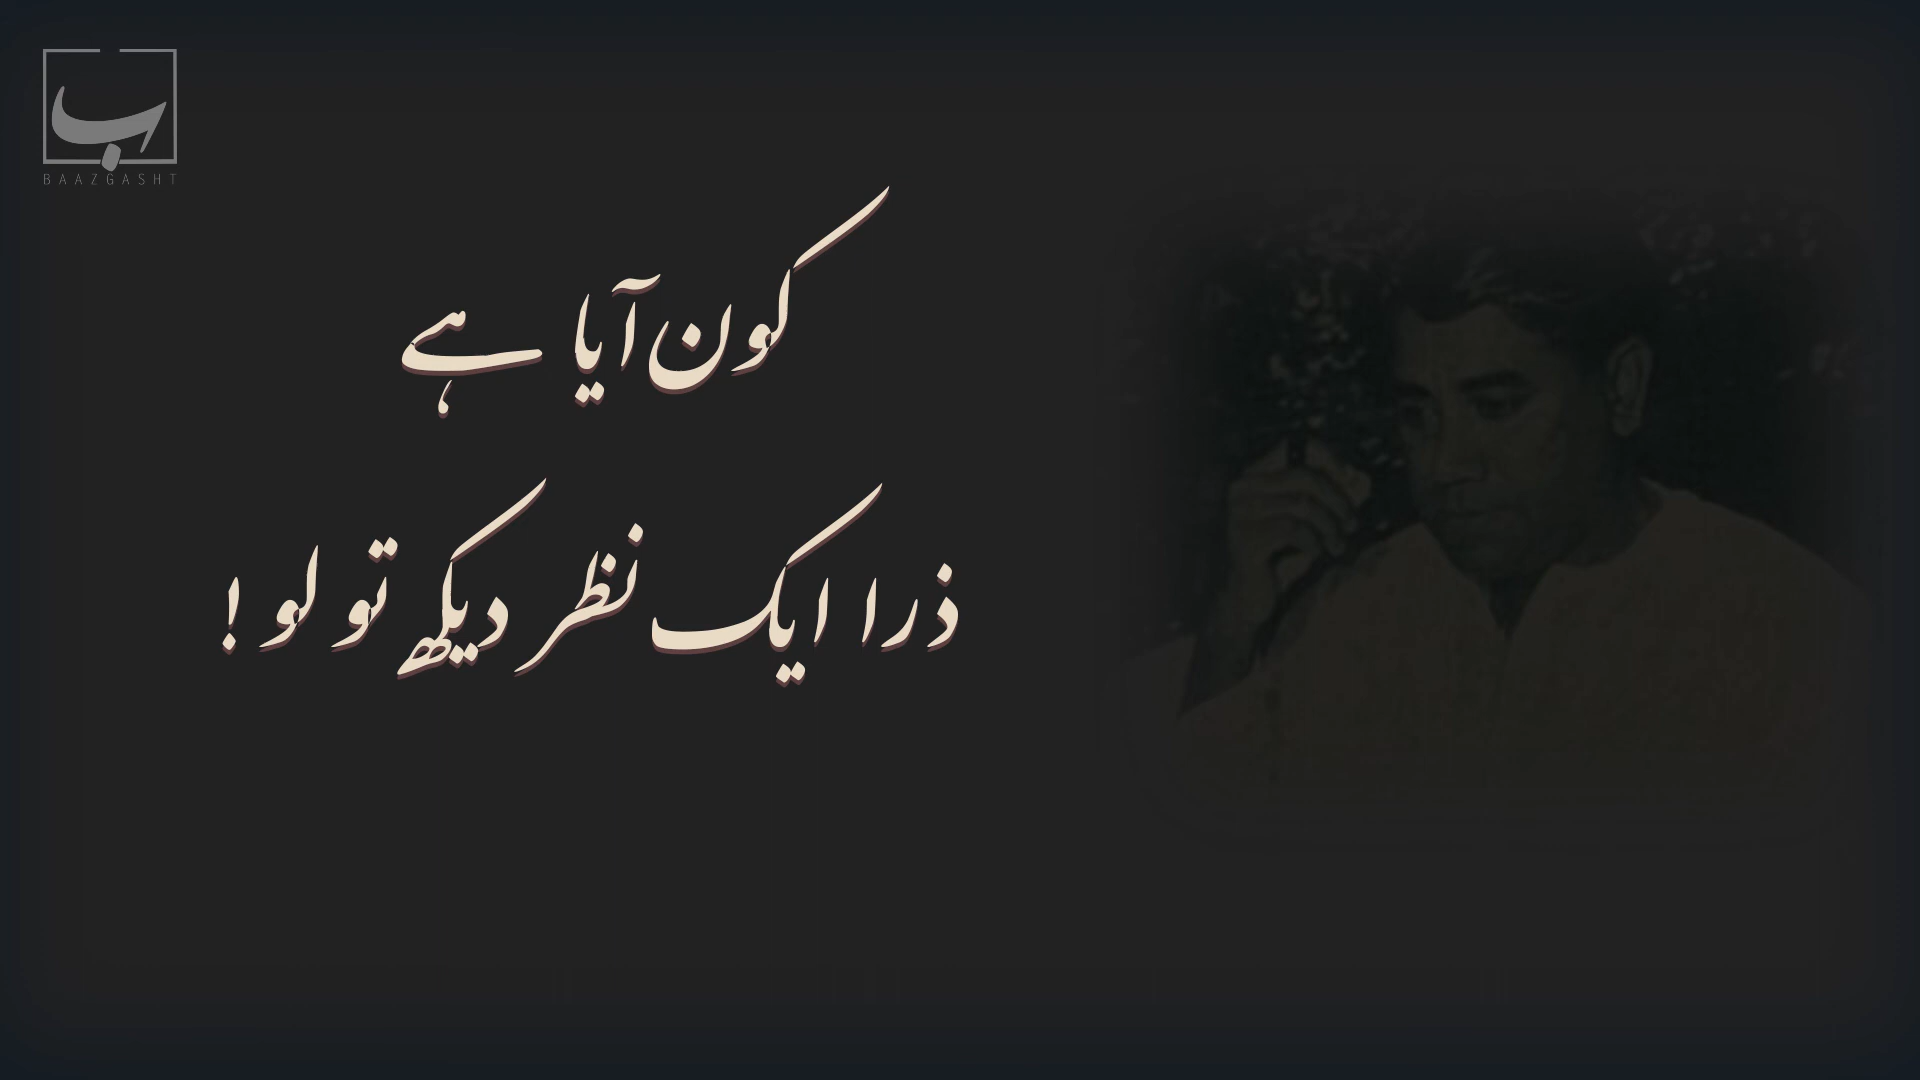 ب
BAAZGASHT
کون آیا ہے
ذرا ایک نظر دیکھ تو لو !